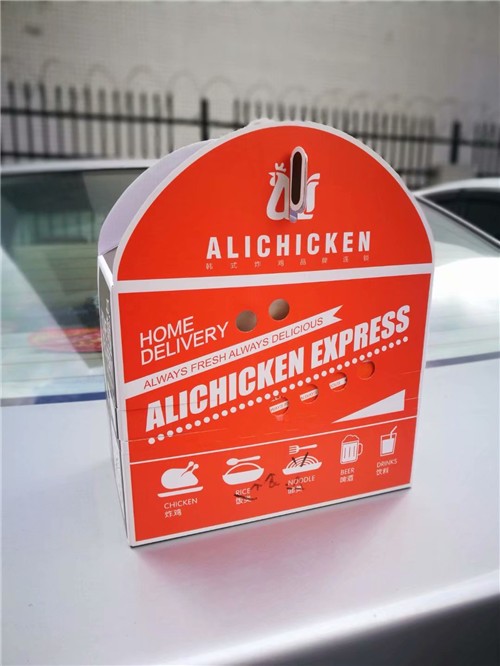 ALICHICKEN
韩式炸鸡品牌连锁
HOME
DELIVERY
ALWAYS FRESH ALWAYS DELICIOUS
ALICHICKEN EXPRESS
CHICKEN
炸鸡
RICE
NOODLE
BEER
啤酒
DRINKS
饮料